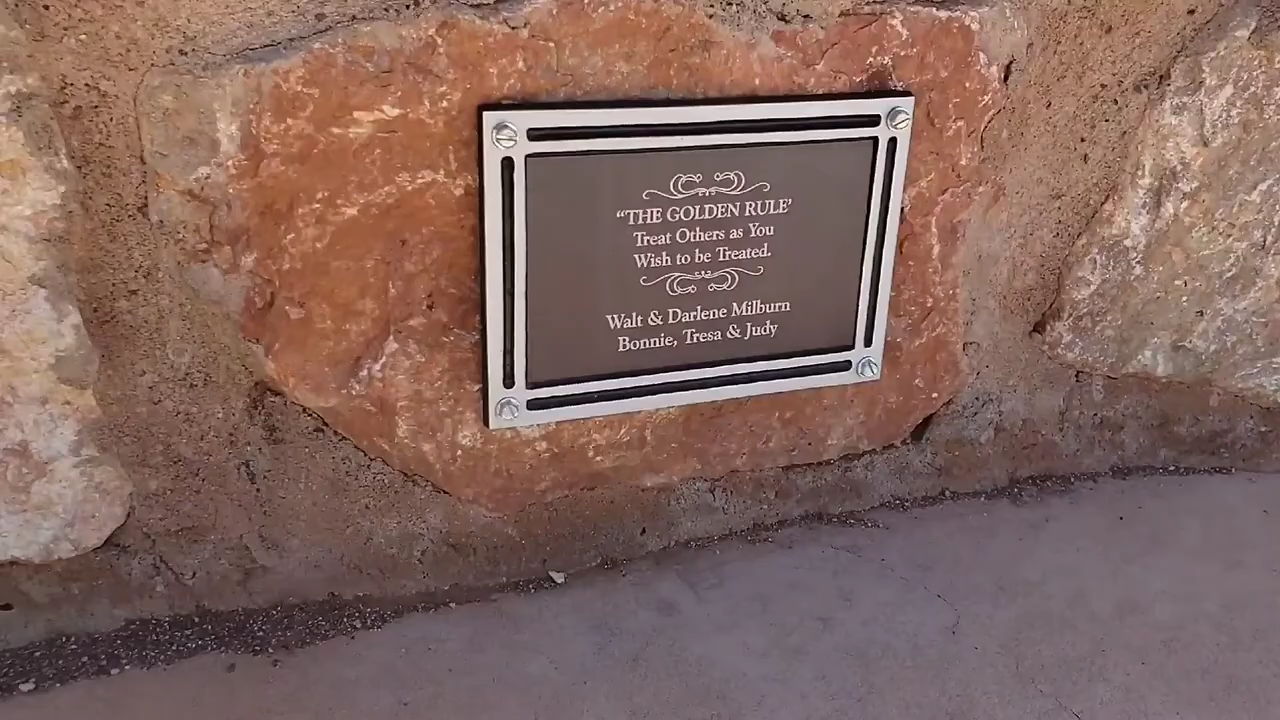 “THE GOLDEN RULE’
Treat Others as You
Wish to be Treated.
Walt & Darlene Milburn
Bonnie, Tresa & Judy